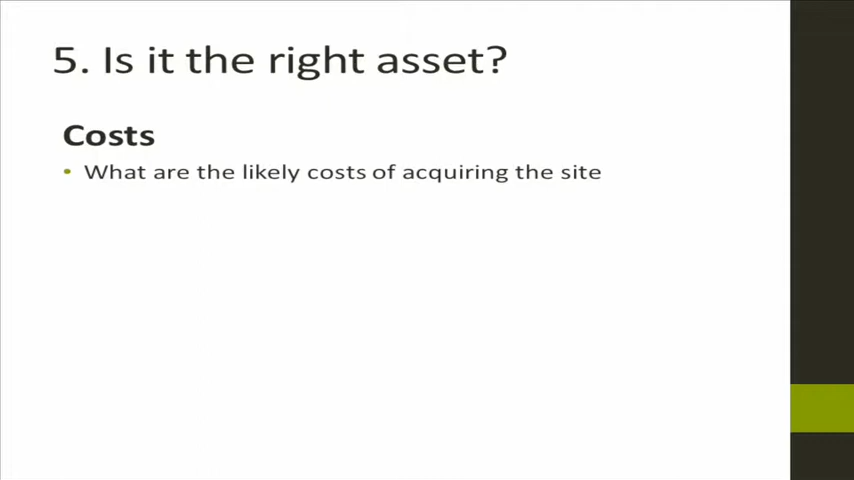 5. Is it the right asset?
Costs
• What are the likely costs of acquiring the site